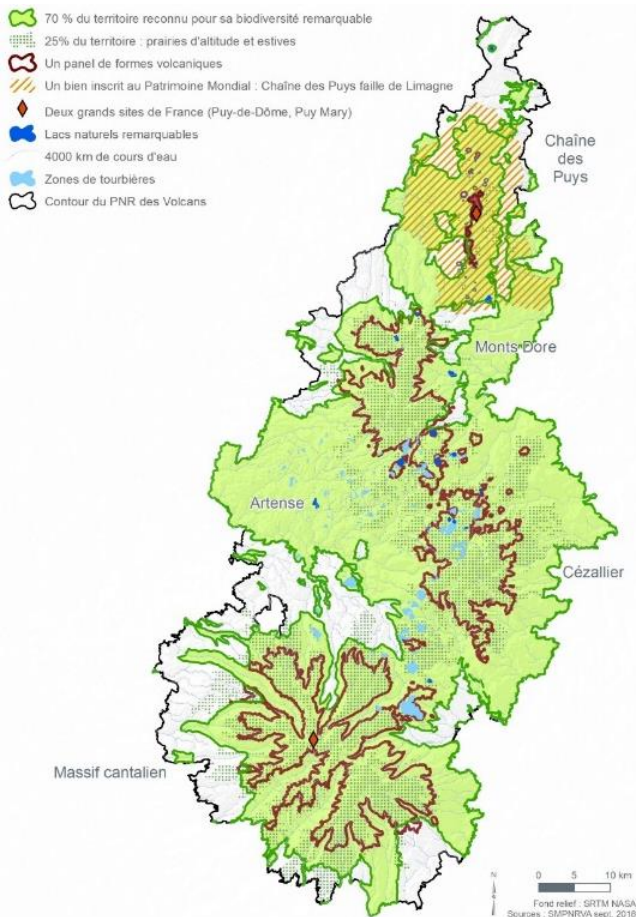 70 % du territoire reconnu pour sa biodiversité remarquable
25% du territoire : prairies d'altitude et estives
Un panel de formes volcaniques
Un bien inscrit au Patrimoine Mondial : Chaîne des Puys faille de Limagne
Deux grands sites de France (Puy-de-Dôme, Puy Mary)
Lacs naturels remarquables
4000 km de cours d'eau
Zones de tourbières
Contour du PNR des Volcans
Chaîne
des
Puys
Monts Dore
Artense
Cézallier
Massif cantalien
N
0 5 10 km
Fond relief : SRTM NASA
Sources : SMPNRVA sept. 2018